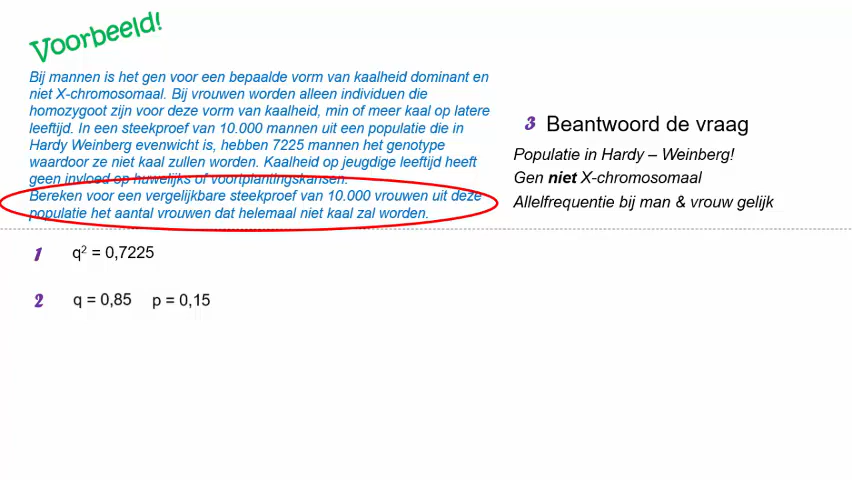 Voorbeeld!
Bij mannen is het gen voor een bepaalde vorm van kaalheid dominant en
niet X-chromosomaal. Bij vrouwen worden alleen individuen die
homozygoot zijn voor deze vorm van kaalheid, min of meer kaal op latere
leeftijd. In een steekproef van 10.000 mannen uit een populatie die in
Hardy Weinberg evenwicht is, hebben 7225 mannen het genotype
waardoor ze niet kaal zullen worden. Kaalheid op jeugdige leeftijd heeft
geen invloed op huwelijks of voortplantingskansen.
Bereken voor een vergelijkbare steekproef van 10.000 vrouwen uit deze
populatie het aantal vrouwen dat helemaal niet kaal zal worden.
3 Beantwoord de vraag
Populatie in Hardy – Weinberg!
Gen niet X-chromosomaal
Allelfrequentie bij man & vrouw gelijk
1 q² = 0,7225
2 q = 0,85 p = 0,15